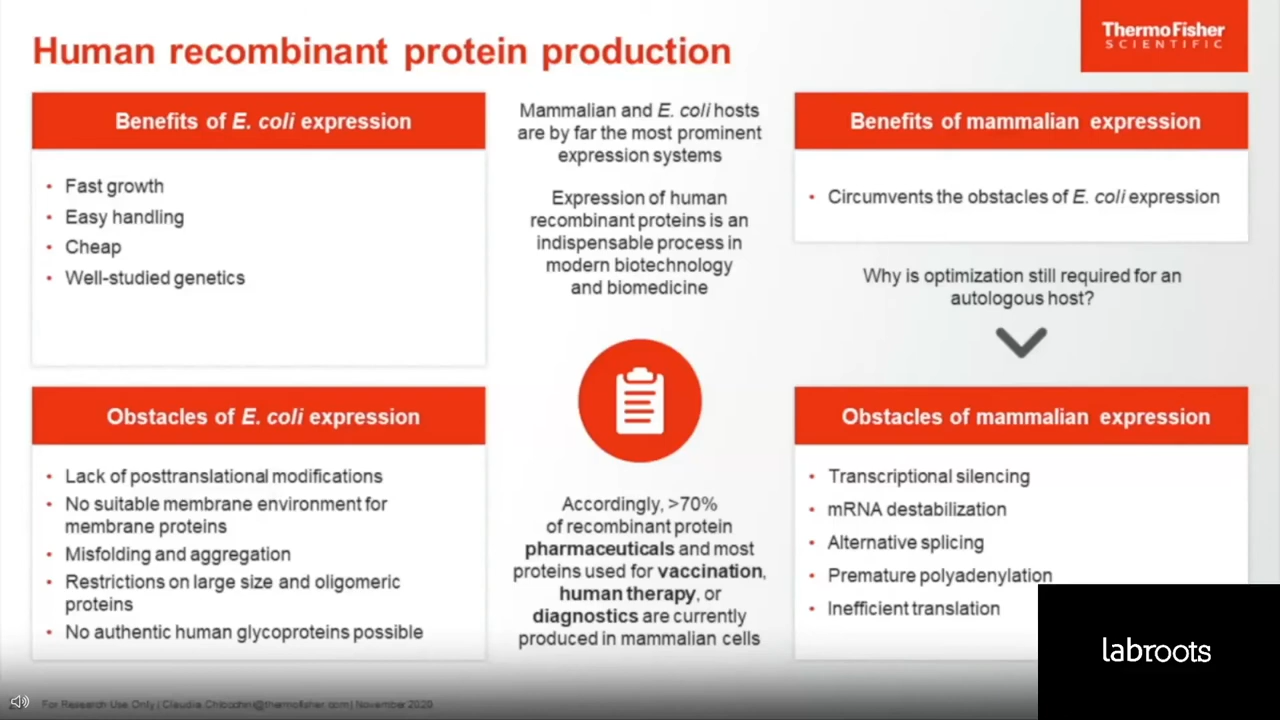 Human recombinant protein production
ThermoFisher
SCIENTIFIC
Benefits of E. coli expression
• Fast growth
• Easy handling
• Cheap
• Well-studied genetics
Obstacles of E. coli expression
• Lack of posttranslational modifications
• No suitable membrane environment for
membrane proteins
• Misfolding and aggregation
• Restrictions on large size and oligomeric
proteins
• No authentic human glycoproteins possible
Mammalian and E. coli hosts
are by far the most prominent
expression systems
Expression of human
recombinant proteins is an
indispensable process in
modern biotechnology
and biomedicine
Accordingly, >70%
of recombinant protein
pharmaceuticals and most
proteins used for vaccination,
human therapy, or
diagnostics are currently
produced in mammalian cells
Benefits of mammalian expression
• Circumvents the obstacles of E. coli expression
Why is optimization still required for an
autologous host?
Obstacles of mammalian expression
• Transcriptional silencing
• mRNA destabilization
• Alternative splicing
• Premature polyadenylation
• Inefficient translation
labroots
For Research Use Only | @thermofisher.com | November 2020